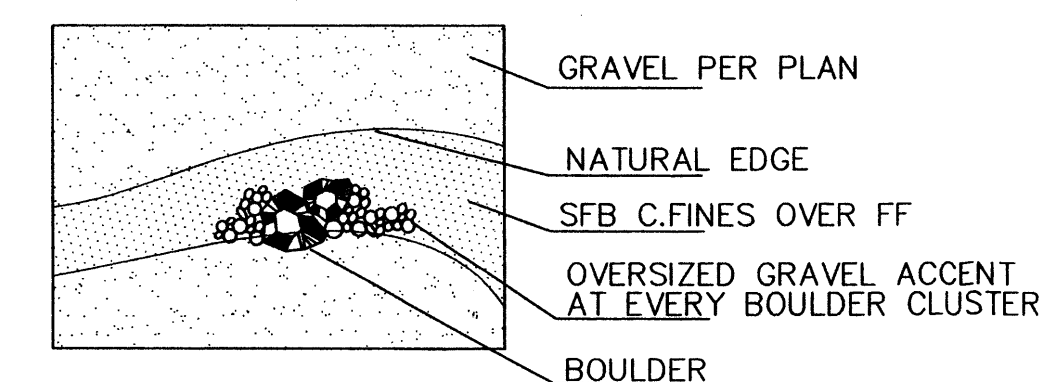 GRAVEL PER PLAN
NATURAL EDGE
SFB C.FINES OVER FF
OVERSIZED GRAVEL ACCENT
AT EVERY BOULDER CLUSTER
BOULDER